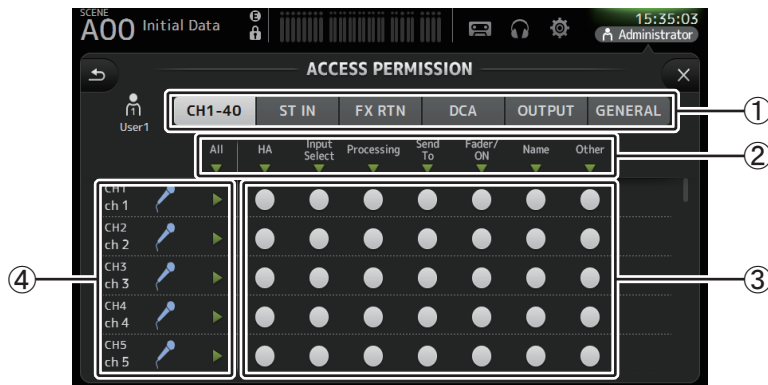 SCENE
A00 Initial Data
E
15:35:03
Administrator
ACCESS PERMISSION
1
User1
CH1-40 ST IN FX RTN DCA OUTPUT GENERAL
①
All HA Input Select Processing Send To Fader/ON Name Other
②
CH1
ch 1
CH2
ch 2
CH3
ch 3
④ ③
CH4
ch 4
CH5
ch 5